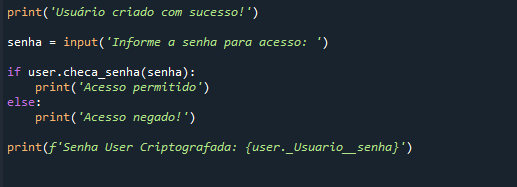 print('Usuário criado com sucesso!')
senha = input('Informe a senha para acesso: ')
if user.checa_senha(senha):
    print('Acesso permitido')
else:
    print('Acesso negado!')
print(f'Senha User Criptografada: {user._Usuario__senha}')